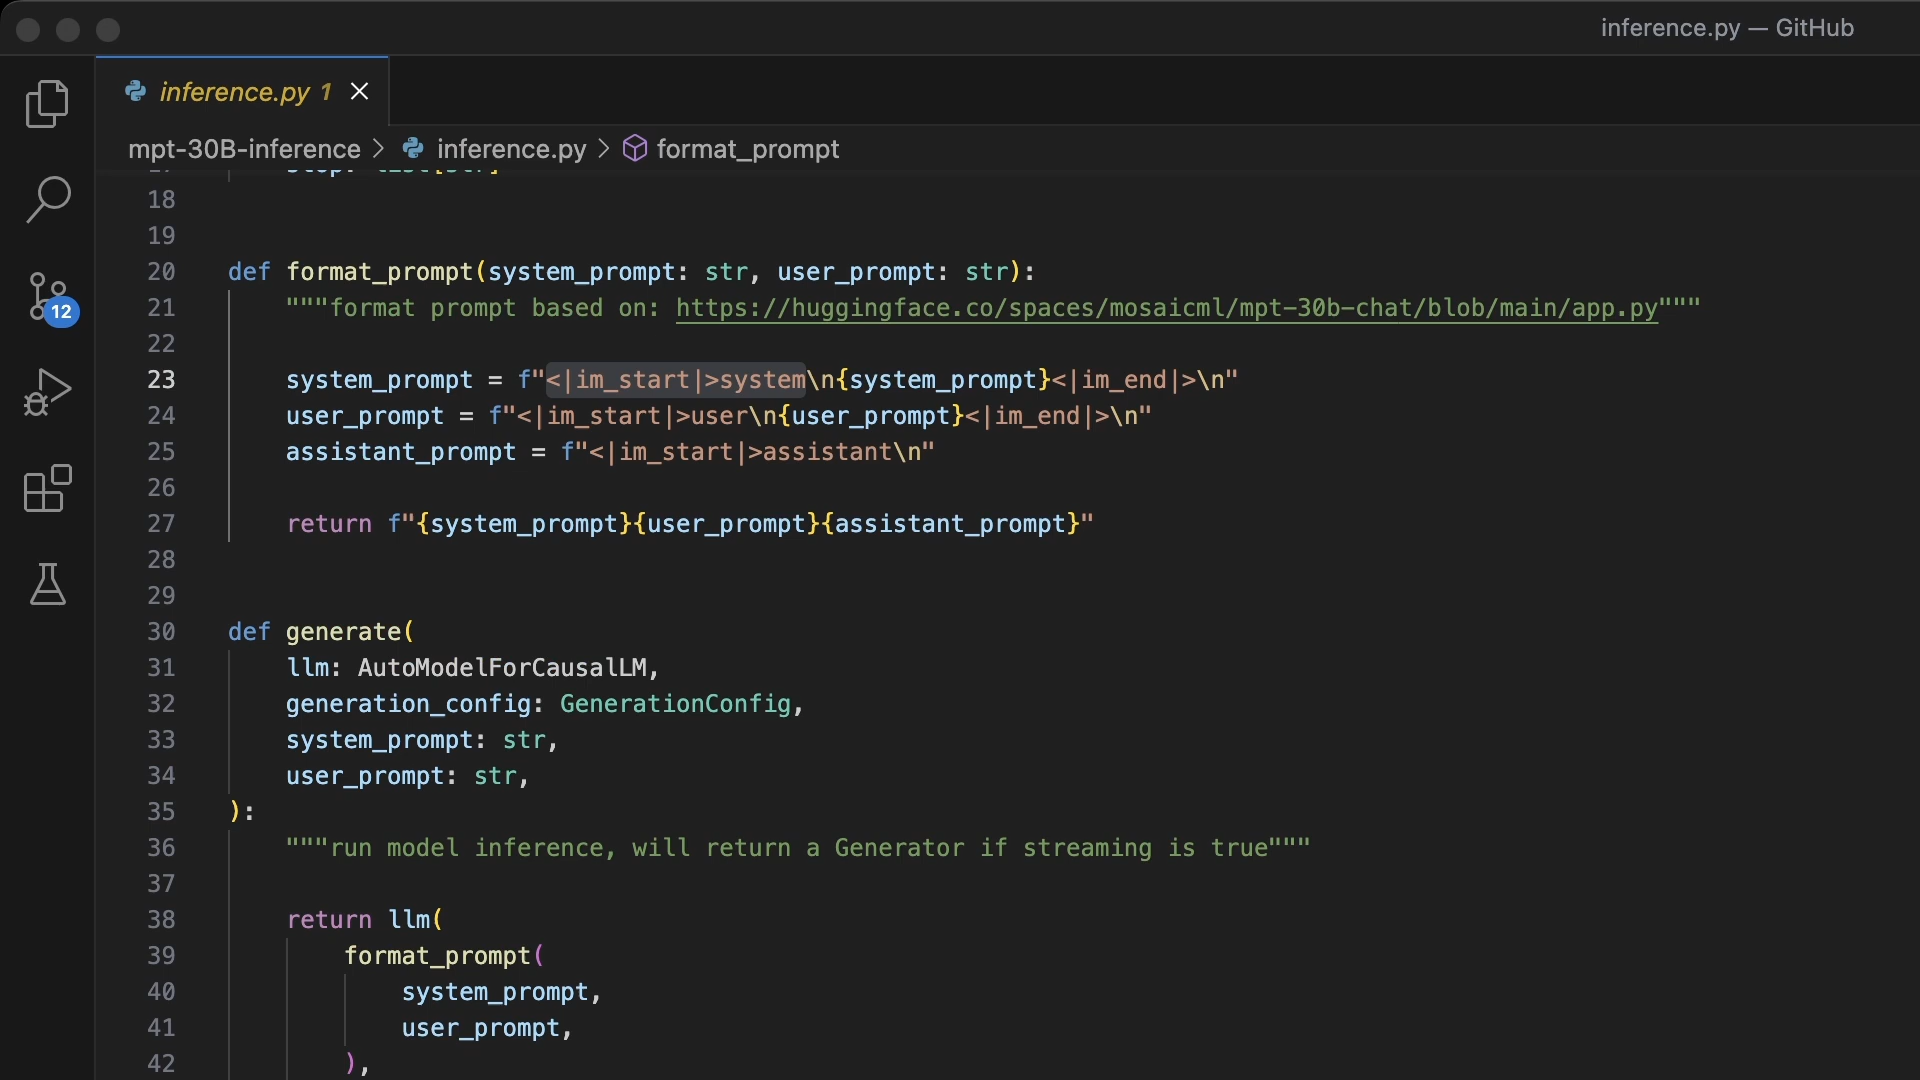 inference.py — GitHub
inference.py 1
mpt-30B-inference > inference.py > format_prompt
18
19
20 def format_prompt(system_prompt: str, user_prompt: str):
21 """format prompt based on: https://huggingface.co/spaces/mosaicml/mpt-30b-chat/blob/main/app.py"""
22
23 system_prompt = f"<|im_start|>system\n{system_prompt}<|im_end|>\n"
24 user_prompt = f"<|im_start|>user\n{user_prompt}<|im_end|>\n"
25 assistant_prompt = f"<|im_start|>assistant\n"
26
27 return f"{system_prompt}{user_prompt}{assistant_prompt}"
28
29
30 def generate(
31 llm: AutoModelForCausalLM,
32 generation_config: GenerationConfig,
33 system_prompt: str,
34 user_prompt: str,
35 ):
36 """run model inference, will return a Generator if streaming is true"""
37
38 return llm(
39 format_prompt(
40 system_prompt,
41 user_prompt,
42 ),
12